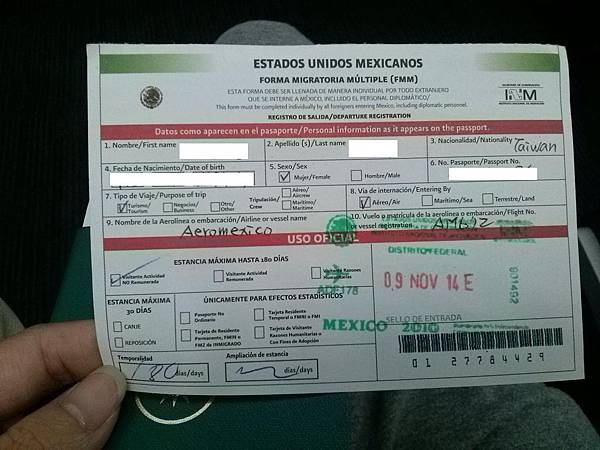 ESTADOS UNIDOS MEXICANOS
FORMA MIGRATORIA MÚLTIPLE (FMM)
ESTA FORMA DEBE SER LLENADA DE MANERA INDIVIDUAL POR TODO EXTRANJERO
QUE SE INTERNE A MÉXICO, INCLUIDO EL PERSONAL DIPLOMÁTICO/
This form must be completed individually by all foreigners entering Mexico, including diplomatic personnel.
REGISTRO DE SALIDA/DEPARTURE REGISTRATION
INM
Datos como aparecen en el pasaporte/Personal information as it appears on the passport.
1. Nombre/First name
2. Apellido (s)/Last name
3. Nacionalidad/Nationality
Taiwan
4. Fecha de Nacimiento/Date of birth
5. Sexo/Sex
Mujer/Female
Hombre/Male
6. No. Pasaporte/Passport No.
7. Tipo de Viaje/Purpose of trip
Turismo/
Tourism
Negocios/
Business
Otro/
Other
Tripulación/
Crew
Aéreo/
Aircrew
Marítimo/
Maritime
8. Vía de internación/Entering By
Aéreo/Air
Marítimo/Sea
Terrestre/Land
9. Nombre de la Aerolínea o embarcación/Airline or vessel name
Aeromexico
10. Vuelo o matrícula de la aerolínea o embarcación/Flight No.
or vessel registration
USO OFICIAL
ESTANCIA MÁXIMA HASTA 180 DÍAS
Visitante Actividad
NO Remunerada
Visitante Actividad
Remunerada
Visitante Razones
Humanitarias
DISTRITO FEDERAL
09 NOV 14 E
ESTANCIA MÁXIMA
30 DÍAS
CANJE
REPOSICIÓN
ÚNICAMENTE PARA EFECTOS ESTADÍSTICOS
Pasaporte No
Ordinario
Tarjeta Residente
Temporal o FMN o FMI
Tarjeta de Residente
Permanente, FMIN o
FM2 de INMIGRADO
Tarjeta de Visitante
Razones Humanitarias o
Con Fines de Adopción
MEXICO 2010
SELLO DE ENTRADA
01 27784429
Temporalidad
180 días/days
Ampliación de estancia
días/days